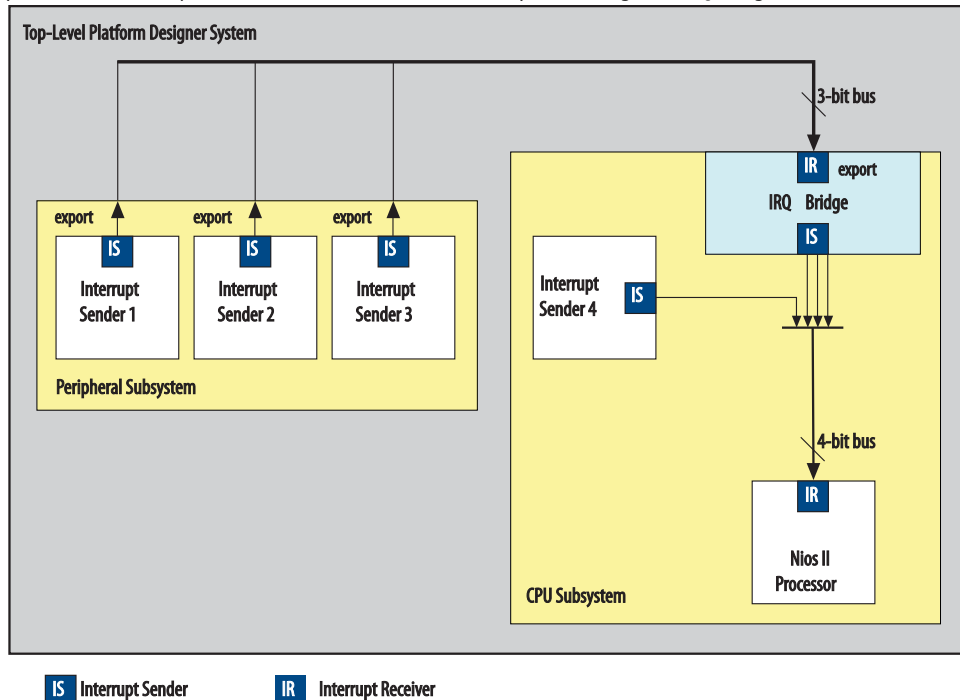 Top-Level Platform Designer System
3-bit bus
IR export
IRQ Bridge
IS
export export export
IS IS IS
Interrupt
Sender 1
Interrupt
Sender 2
Interrupt
Sender 3
Peripheral Subsystem
Interrupt
Sender 4
IS
4-bit bus
IR
Nios II
Processor
CPU Subsystem
IS Interrupt Sender IR Interrupt Receiver